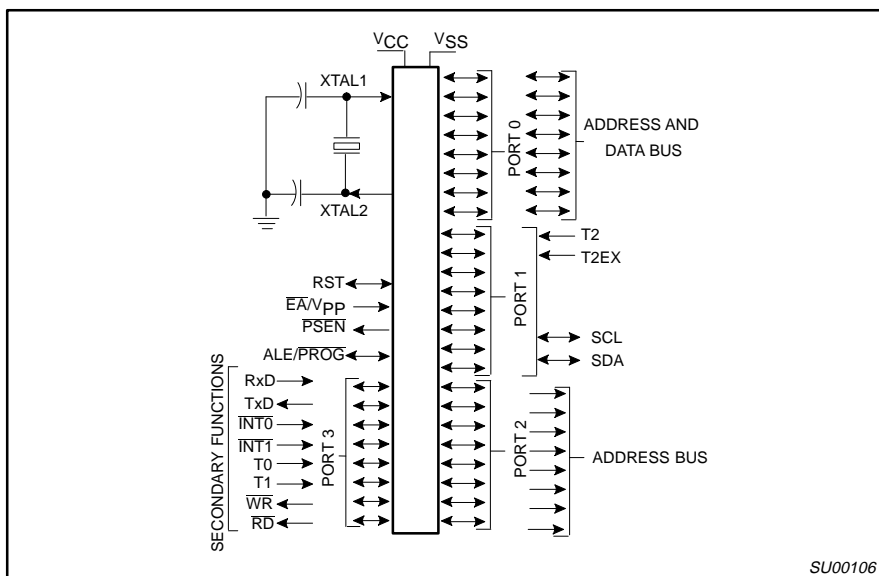 VCC VSS
XTAL1
XTAL2
RST
EA/VPP
PSEN
ALE/PROG
SECONDARY FUNCTIONS
RxD
TxD
INT0
INT1
T0
T1
WR
RD
PORT 3
PORT 0
ADDRESS AND
DATA BUS
PORT 1
T2
T2EX
SCL
SDA
PORT 2
ADDRESS BUS
SU00106